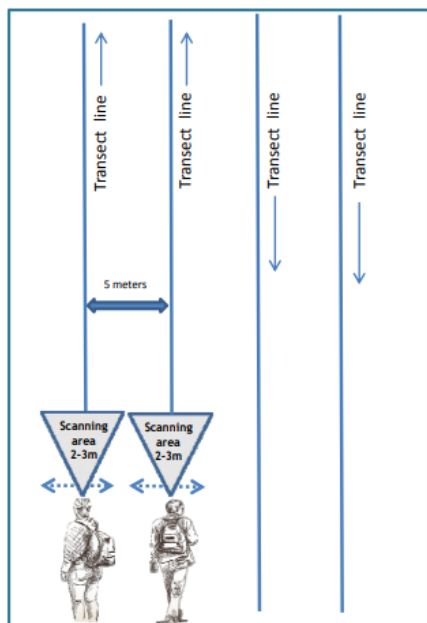 Transect line
Transect line
Transect line
Transect line
5 meters
Scanning
area
2-3m
Scanning
area
2-3m